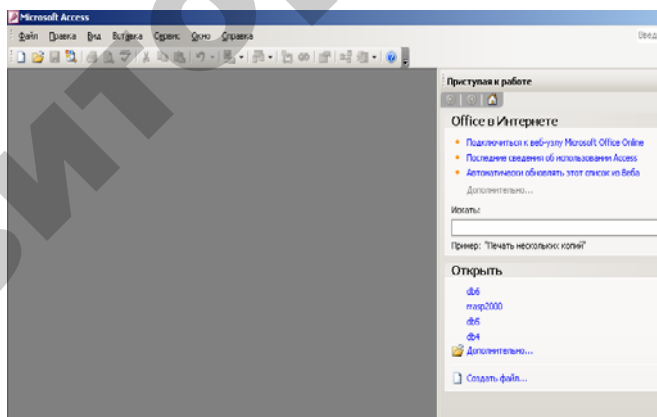 Microsoft Access
Файл Правка Вид Вставка Сервис Окно Справка
Приступая к работе
Office в Интернете
Подключиться к веб-узлу Microsoft Office Online
Последние сведения об использовании Access
Автоматически обновлять этот список из Веба
Дополнительно...
Искать:
Пример: "Печать нескольких копий"
Открыть
db6
db5
db4
Дополнительно...
Создать файл...